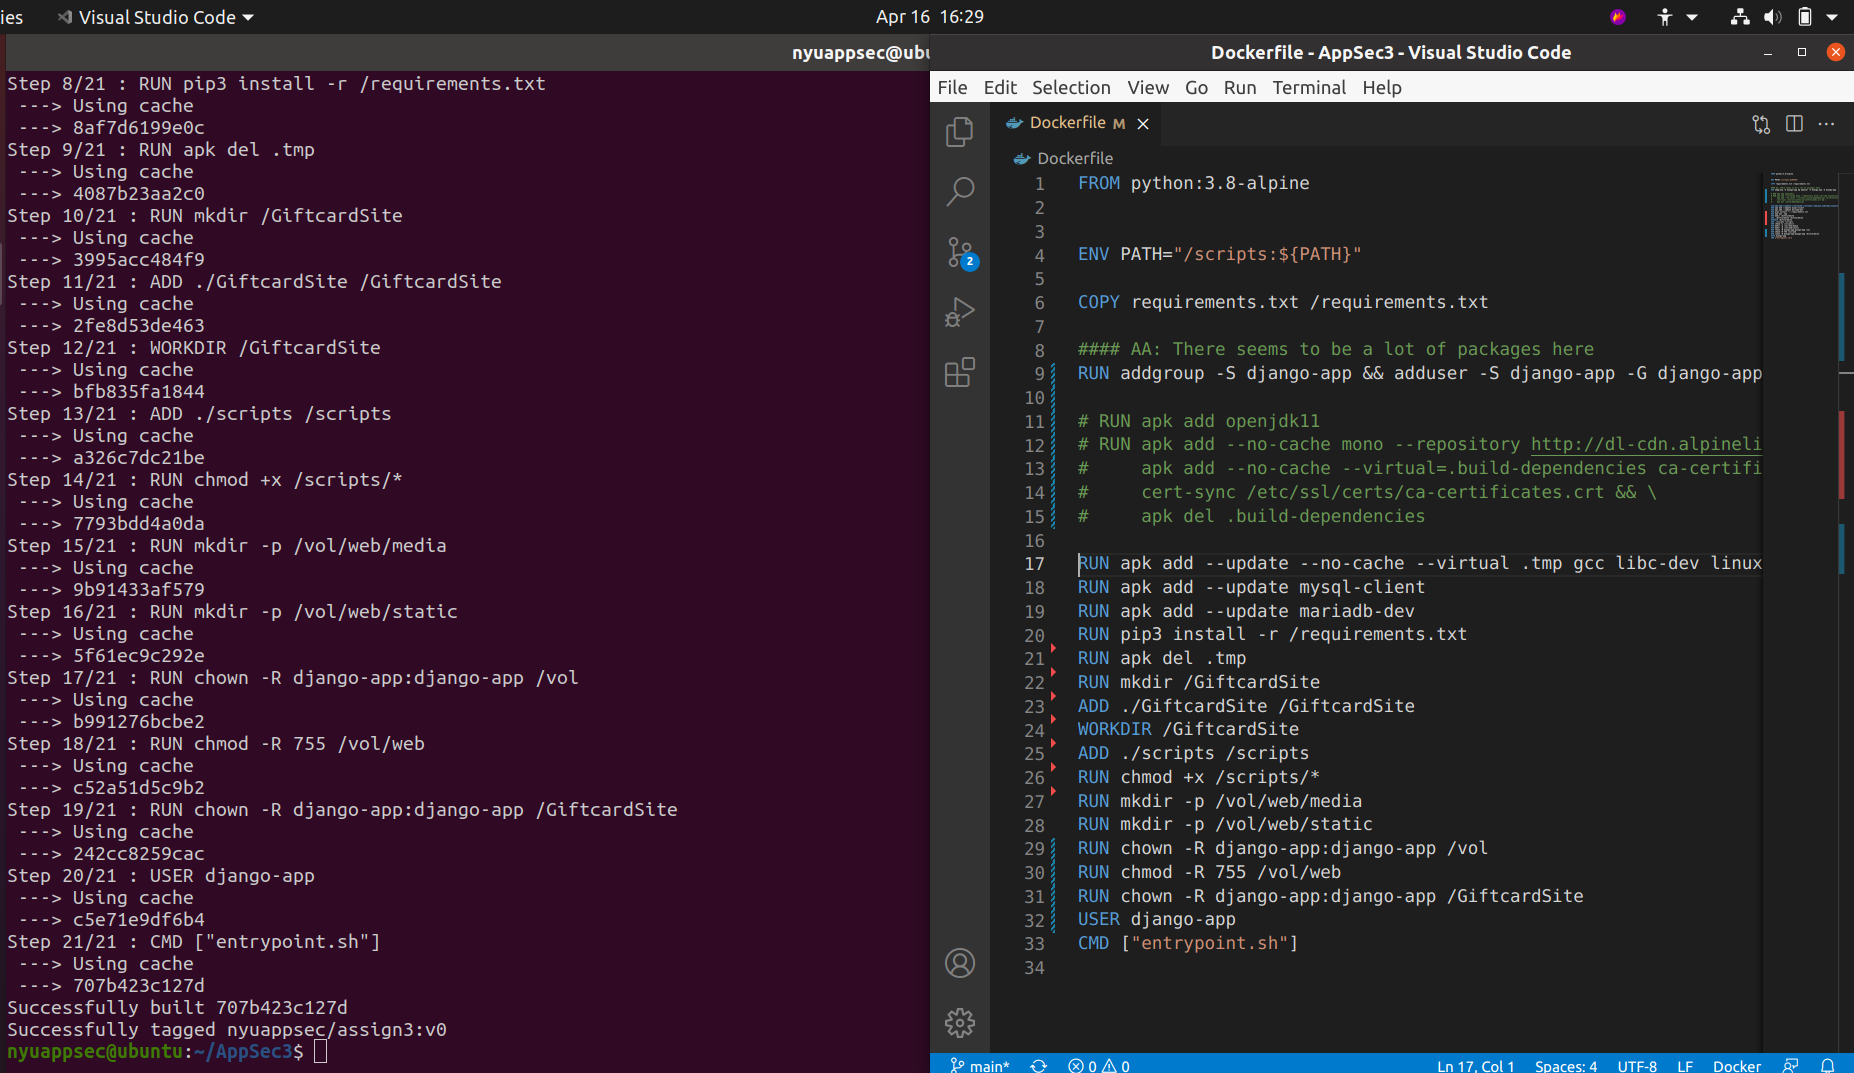 ies Visual Studio Code Apr 16 16:29
nyuappsec@ubu
Step 8/21 : RUN pip3 install -r /requirements.txt
---> Using cache
---> 8af7d6199e0c
Step 9/21 : RUN apk del .tmp
---> Using cache
---> 4087b23aa2c0
Step 10/21 : RUN mkdir /GiftcardSite
---> Using cache
---> 3995acc484f9
Step 11/21 : ADD ./GiftcardSite /GiftcardSite
---> Using cache
---> 2fe8d53de463
Step 12/21 : WORKDIR /GiftcardSite
---> Using cache
---> bfb835fa1844
Step 13/21 : ADD ./scripts /scripts
---> Using cache
---> a326c7dc21be
Step 14/21 : RUN chmod +x /scripts/*
---> Using cache
---> 7793bdd4a0da
Step 15/21 : RUN mkdir -p /vol/web/media
---> Using cache
---> 9b91433af579
Step 16/21 : RUN mkdir -p /vol/web/static
---> Using cache
---> 5f61ec9c292e
Step 17/21 : RUN chown -R django-app:django-app /vol
---> Using cache
---> b991276bcbe2
Step 18/21 : RUN chmod -R 755 /vol/web
---> Using cache
---> c52a51d5c9b2
Step 19/21 : RUN chown -R django-app:django-app /GiftcardSite
---> Using cache
---> 242cc8259cac
Step 20/21 : USER django-app
---> Using cache
---> c5e71e9df6b4
Step 21/21 : CMD ["entrypoint.sh"]
---> Using cache
---> 707b423c127d
Successfully built 707b423c127d
Successfully tagged nyuappsec/assign3:v0
nyuappsec@ubuntu:~/AppSec3$
Dockerfile - AppSec3 - Visual Studio Code
File Edit Selection View Go Run Terminal Help
Dockerfile M
Dockerfile
2
1 FROM python:3.8-alpine
2
3
4 ENV PATH="/scripts:${PATH}"
5
6 COPY requirements.txt /requirements.txt
7
8 #### AA: There seems to be a lot of packages here
9 RUN addgroup -S django-app && adduser -S django-app -G django-app
10
11 # RUN apk add openjdk11
12 # RUN apk add --no-cache mono --repository http://dl-cdn.alpineli
13 # apk add --no-cache --virtual=.build-dependencies ca-certifi
14 # cert-sync /etc/ssl/certs/ca-certificates.crt && \
15 # apk del .build-dependencies
16
17 RUN apk add --update --no-cache --virtual .tmp gcc libc-dev linux
18 RUN apk add --update mysql-client
19 RUN apk add --update mariadb-dev
20 RUN pip3 install -r /requirements.txt
21 RUN apk del .tmp
22 RUN mkdir /GiftcardSite
23 ADD ./GiftcardSite /GiftcardSite
24 WORKDIR /GiftcardSite
25 ADD ./scripts /scripts
26 RUN chmod +x /scripts/*
27 RUN mkdir -p /vol/web/media
28 RUN mkdir -p /vol/web/static
29 RUN chown -R django-app:django-app /vol
30 RUN chmod -R 755 /vol/web
31 RUN chown -R django-app:django-app /GiftcardSite
32 USER django-app
33 CMD ["entrypoint.sh"]
34
main* 0 0 Ln 17, Col 1 Spaces: 4 UTF-8 LF Docker